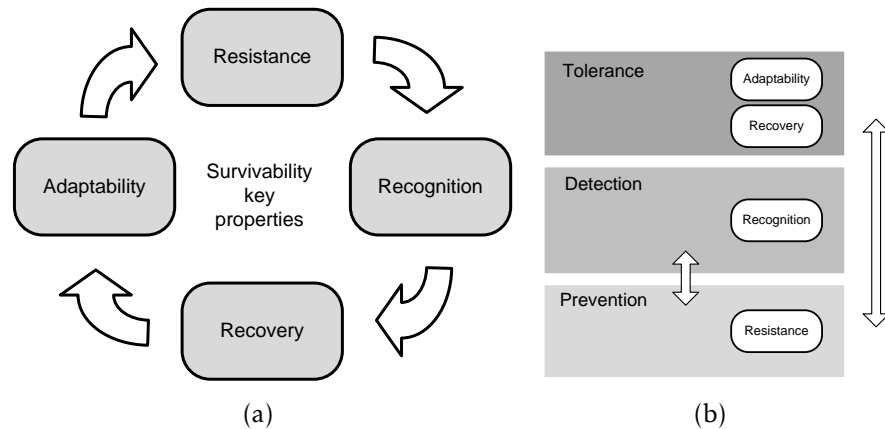 Resistance
Adaptability
Survivability
key
properties
Recognition
Recovery
(a)
Tolerance
Adaptability
Recovery
Detection
Recognition
Prevention
Resistance
(b)